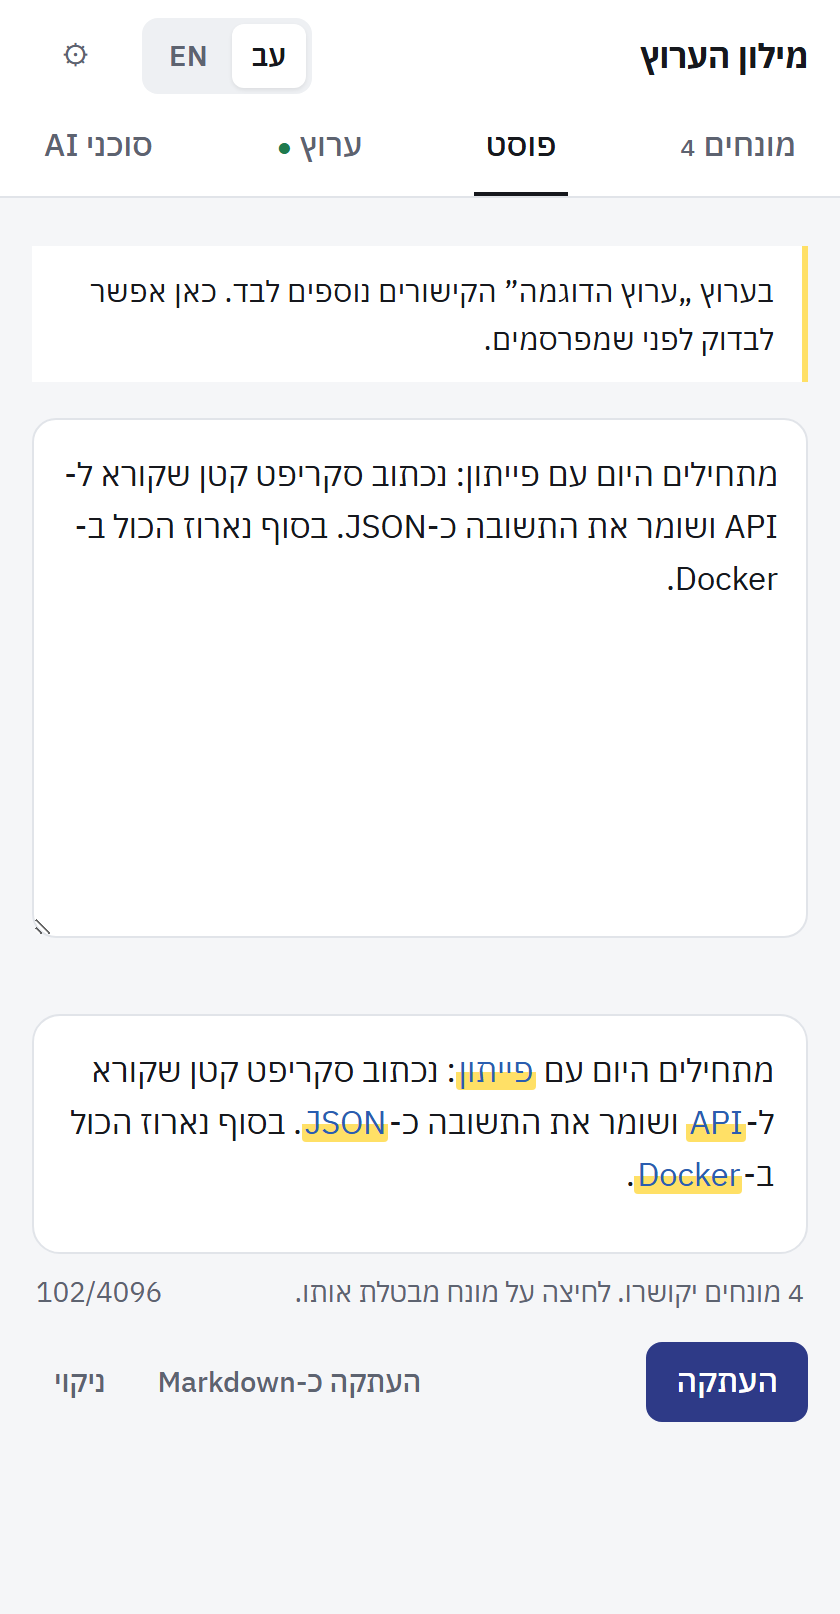 מילון הערוץ
עב EN ⚙
מונחים 4
פוסט
ערוץ
סוכני AI
בערוץ „ערוץ הדוגמה” הקישורים נוספים לבד. כאן אפשר
לבדוק לפני שמפרסמים.
מתחילים היום עם פייתון: נכתוב סקריפט קטן שקורא ל-
API ושומר את התשובה כ-JSON. בסוף נארוז הכול ב-
Docker.
מתחילים היום עם פייתון: נכתוב סקריפט קטן שקורא
ל-API ושומר את התשובה כ-JSON. בסוף נארוז הכול
ב-Docker.
4 מונחים יקושרו. לחיצה על מונח מבטלת אותו.
102/4096
העתקה
העתקה כ-Markdown
ניקוי